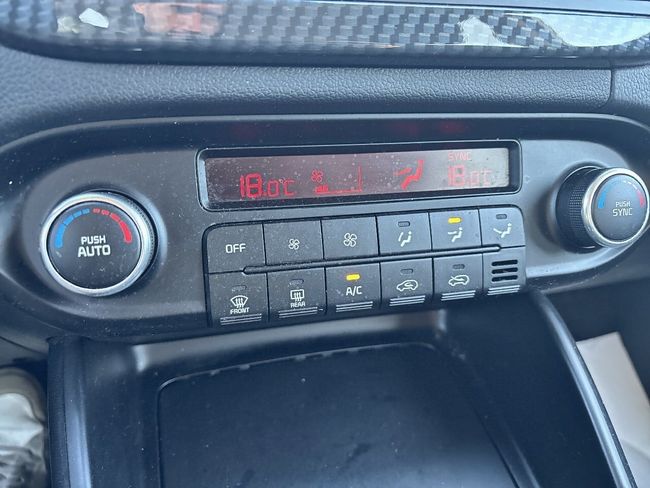 SYNC
18.0°C 18.0°C
PUSH
AUTO
PUSH
SYNC
OFF
FRONT
REAR
A/C